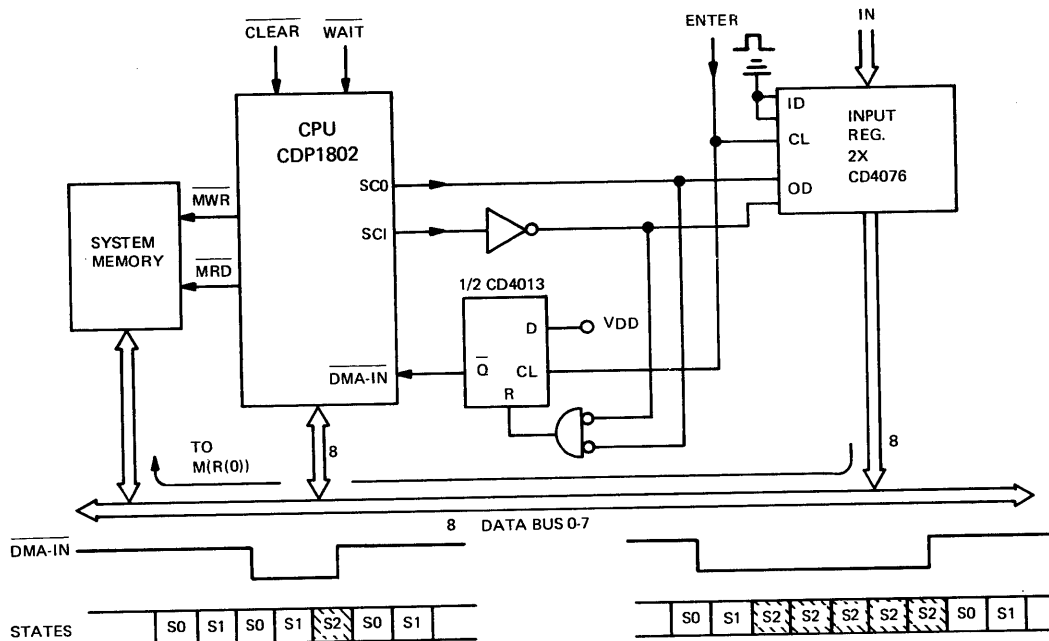 CLEAR WAIT
ENTER
IN
CPU
CDP1802
ID
CL
OD
INPUT
REG.
2X
CD4076
SC0
SCI
SYSTEM
MEMORY
MWR
MRD
1/2 CD4013
D
VDD
Q
CL
R
DMA-IN
TO
M(R(0))
8
8
8 DATA BUS 0-7
DMA-IN
STATES
S0 S1 S0 S1 S2 S0 S1
S0 S1 S2 S2 S2 S2 S2 S0 S1